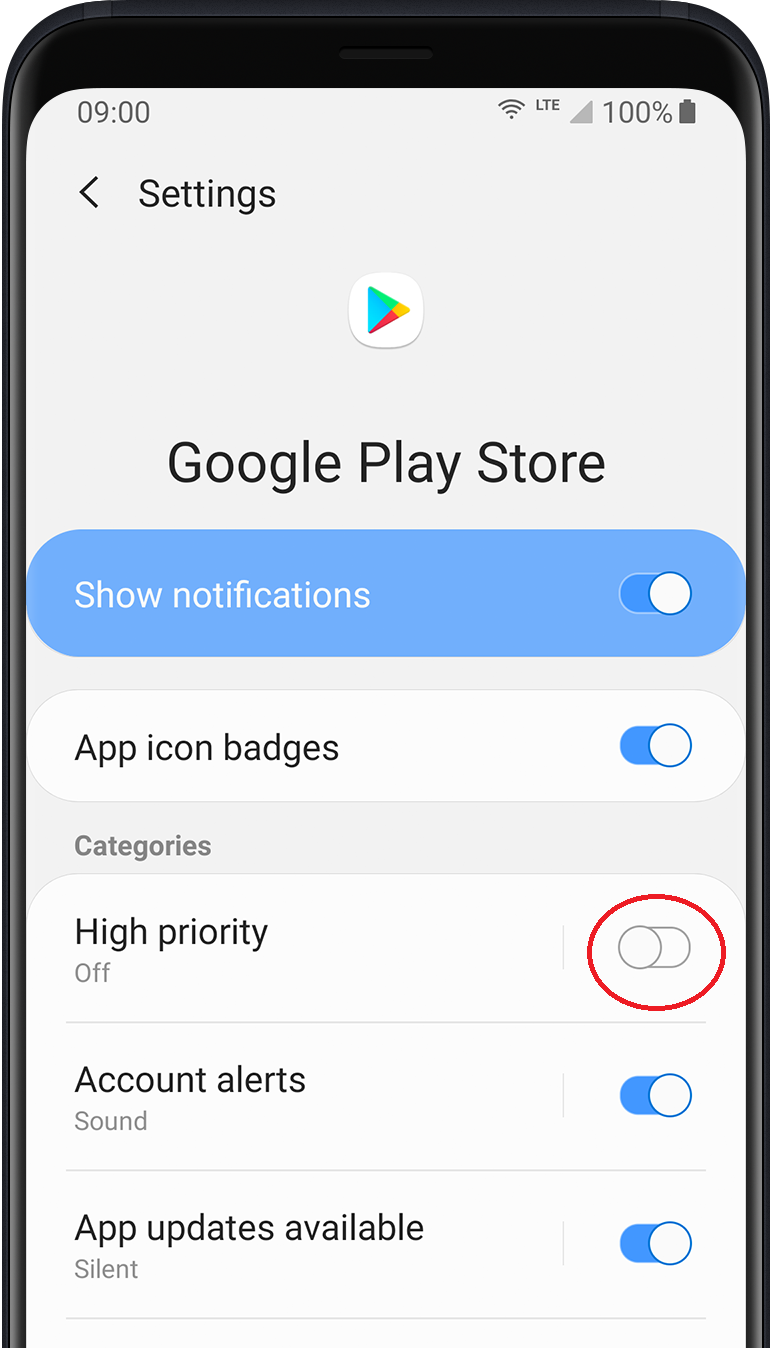 09:00 LTE 100%
Settings
Google Play Store
Show notifications
App icon badges
Categories
High priority
Off
Account alerts
Sound
App updates available
Silent